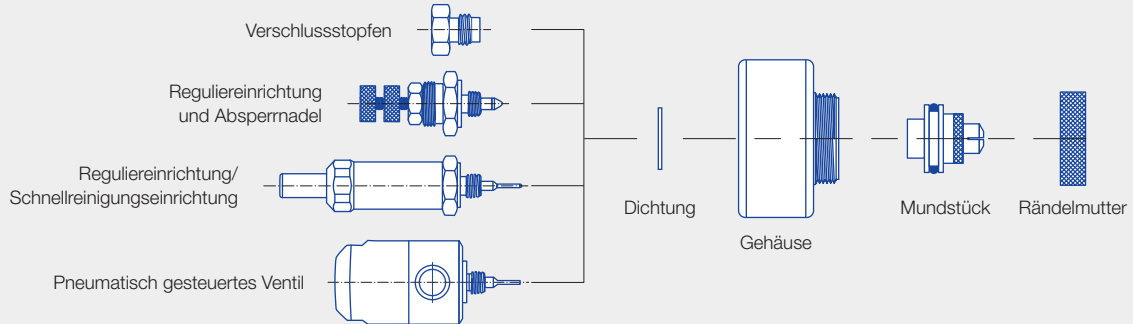 Verschlussstopfen
Reguliereinrichtung
und Absperrnadel
Reguliereinrichtung/
Schnellreinigungseinrichtung
Pneumatisch gesteuertes Ventil
Dichtung
Gehäuse
Mundstück
Rändelmutter